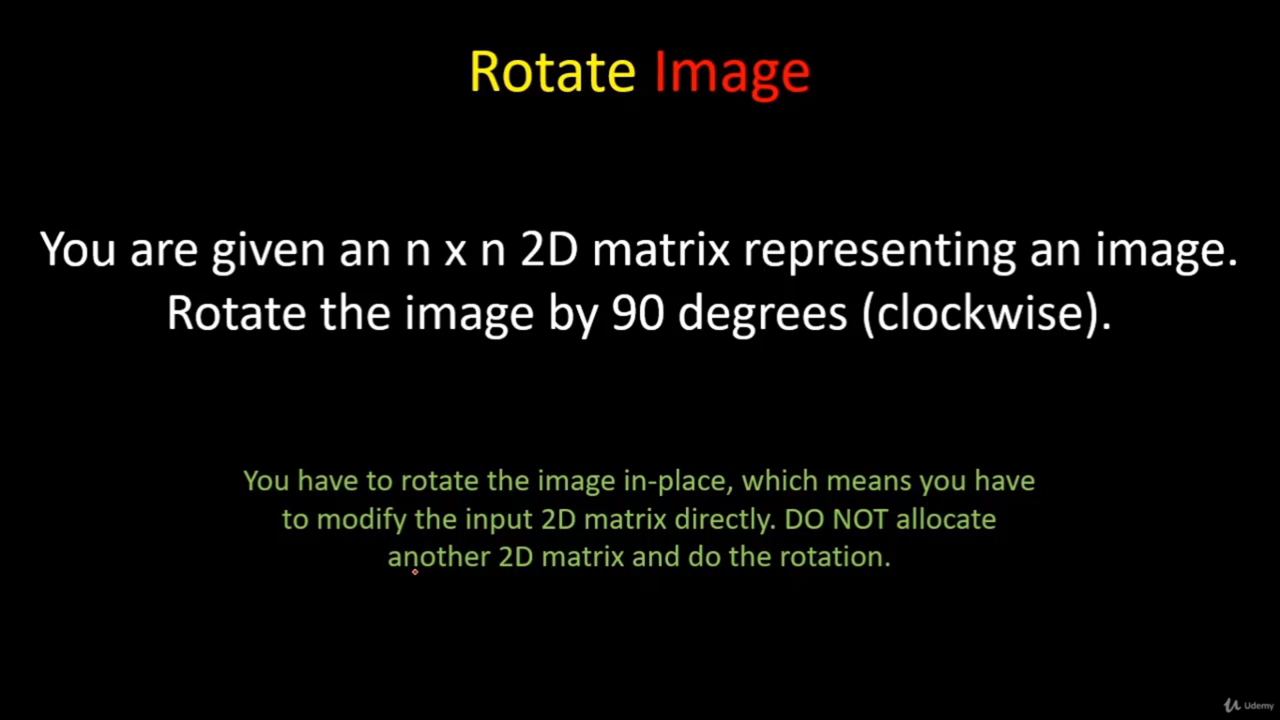 Rotate Image
You are given an n x n 2D matrix representing an image.
Rotate the image by 90 degrees (clockwise).
You have to rotate the image in-place, which means you have
to modify the input 2D matrix directly. DO NOT allocate
another 2D matrix and do the rotation.
Udemy